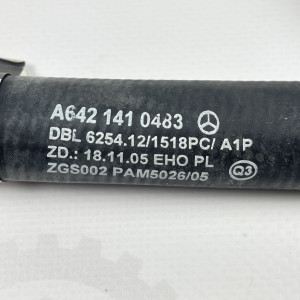 A642 141 0483
DBL 6254.12/1518PC/ A1P
ZD.: 18.11.05 EHO PL
ZGS002 PAM5026/05 Q3